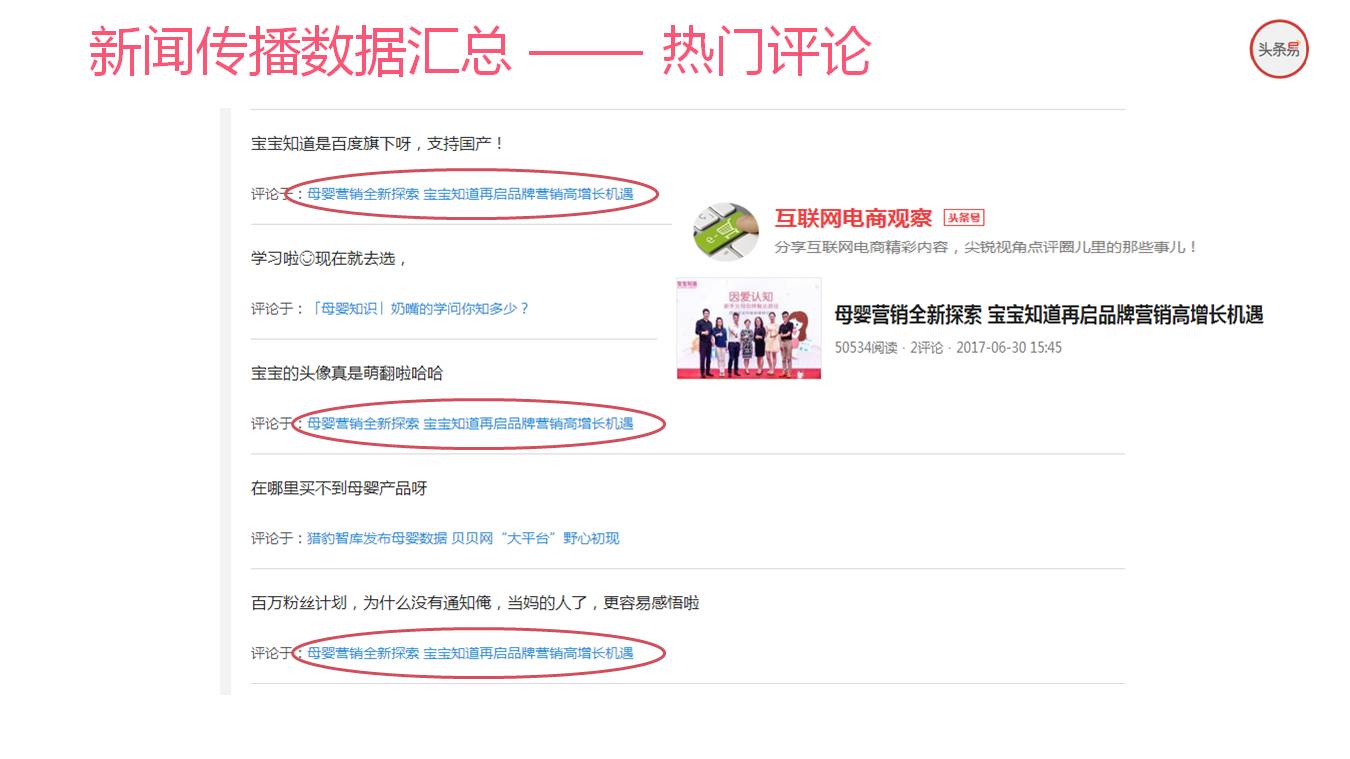 新闻传播数据汇总 —— 热门评论
头条易
宝宝知道是百度旗下呀，支持国产！
评论于：母婴营销全新探索 宝宝知道再启品牌营销高增长机遇
学习啦☺现在就去选，
评论于：「母婴知识」奶嘴的学问你知多少？
宝宝的头像真是萌翻啦哈哈
评论于：母婴营销全新探索 宝宝知道再启品牌营销高增长机遇
在哪里买不到母婴产品呀
评论于：猎豹智库发布母婴数据 贝贝网“大平台”野心初现
百万粉丝计划，为什么没有通知俺，当妈的人了，更容易感悟啦
评论于：母婴营销全新探索 宝宝知道再启品牌营销高增长机遇
互联网电商观察 头条号
分享互联网电商精彩内容，尖锐视角点评圈儿里的那些事儿！
宝宝知道
因爱认知
母婴营销全新探索 宝宝知道再启品牌营销高增长机遇
50534阅读 · 2评论 · 2017-06-30 15:45